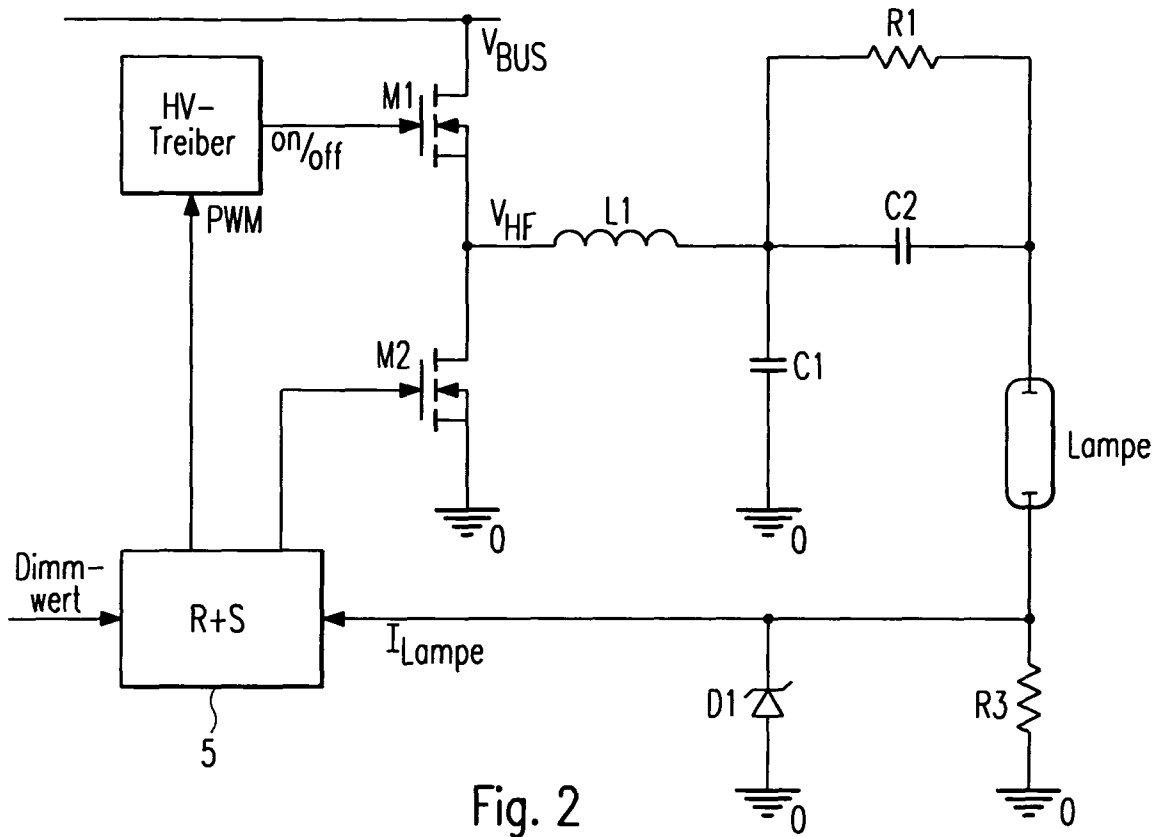 R1
V_BUS
HV-
Treiber
M1
on/off
PWM
V_HF
L1
C2
M2
C1
Lampe
0
0
Dimm-
wert
R+S
I_Lampe
D1
R3
5
0
0
Fig. 2